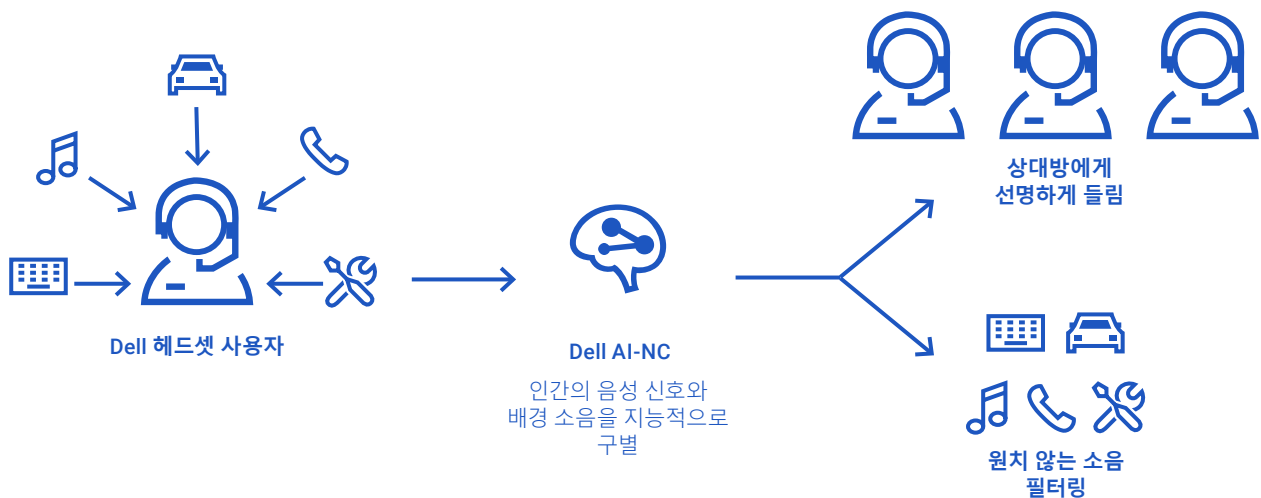 Dell 헤드셋 사용자
Dell AI-NC
인간의 음성 신호와
배경 소음을 지능적으로
구별
상대방에게
선명하게 들림
원치 않는 소음
필터링